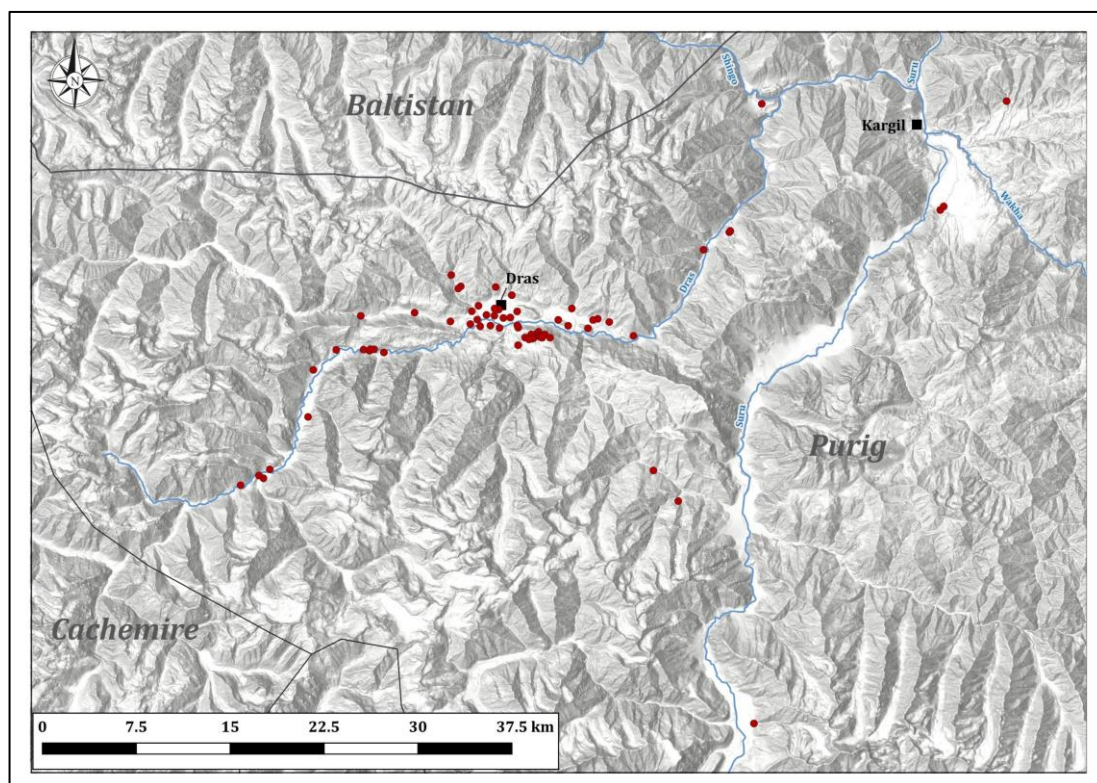 N
Baltistan
Shingo
Suru
Kargil
Wakha
Dras
Dras
Suru
Purig
Cachemire
0 7.5 15 22.5 30 37.5 km